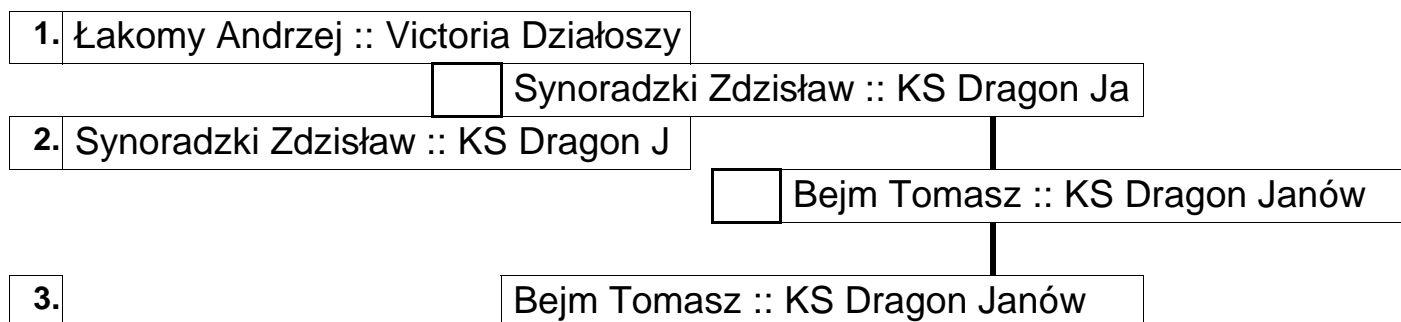 1. Łakomy Andrzej :: Victoria Działoszy
Synoradzki Zdzisław :: KS Dragon Ja
2. Synoradzki Zdzisław :: KS Dragon J
Bejm Tomasz :: KS Dragon Janów
3. Bejm Tomasz :: KS Dragon Janów